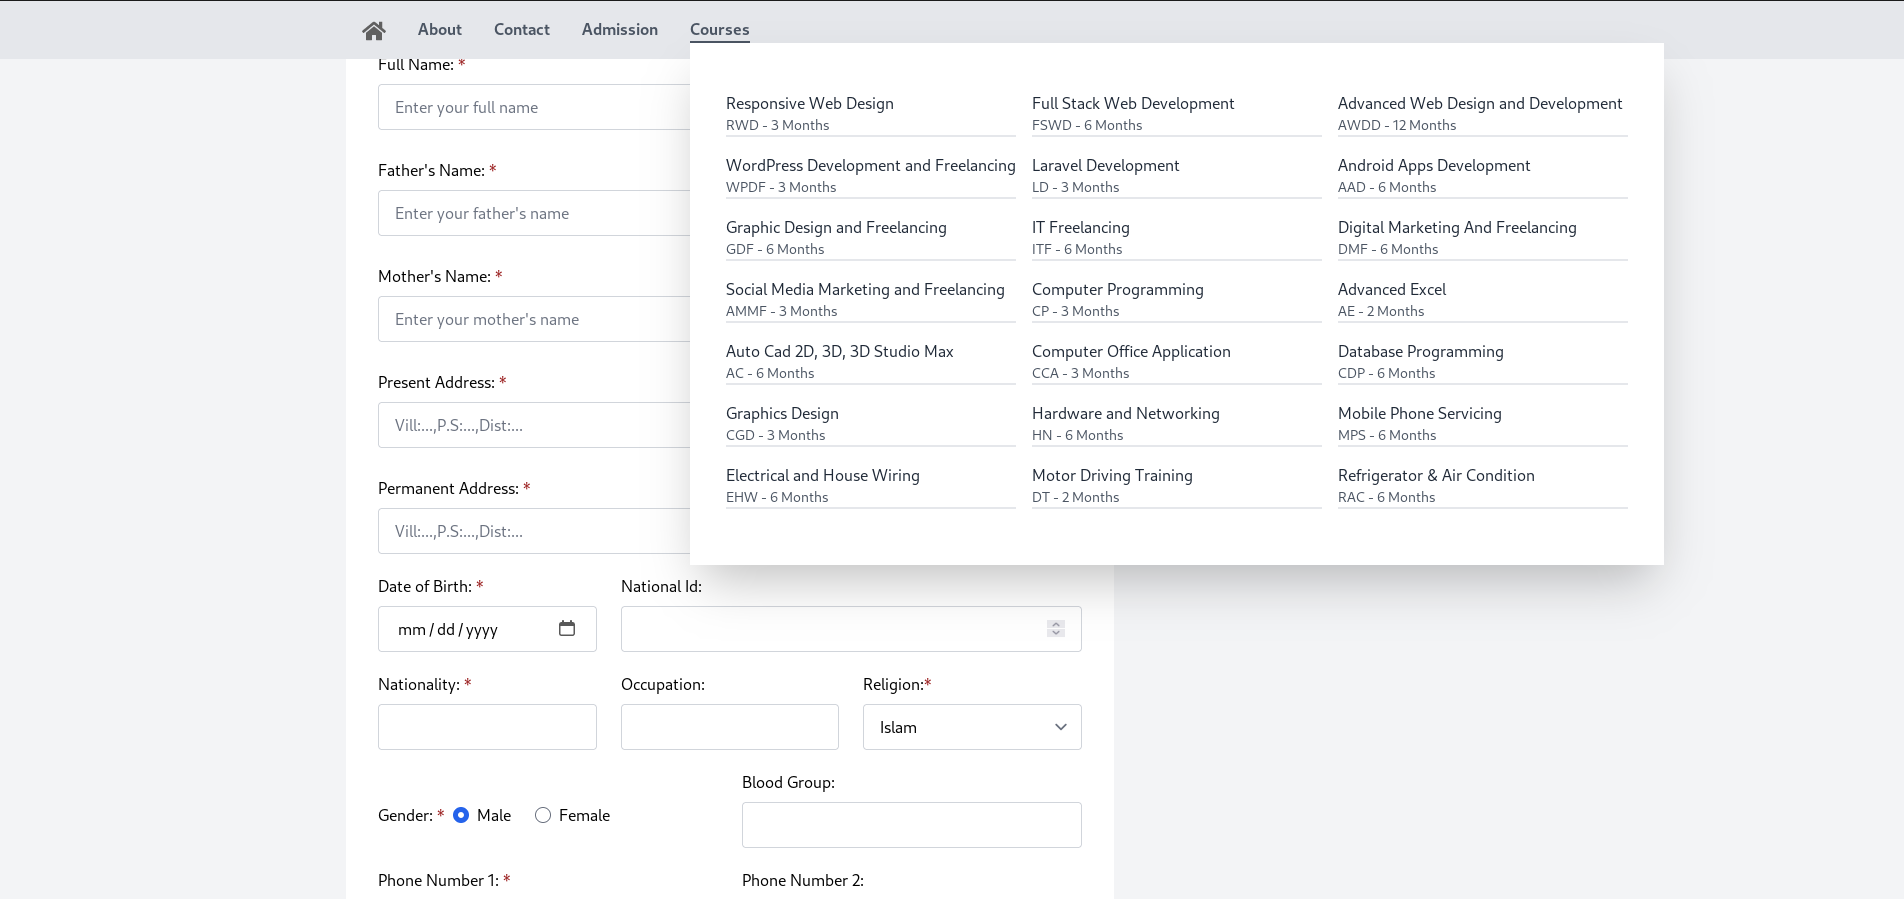 About Contact Admission Courses
Full Name: *
Enter your full name
Father's Name: *
Enter your father's name
Mother's Name: *
Enter your mother's name
Present Address: *
Vill:...,P.S:...,Dist:...
Permanent Address: *
Vill:...,P.S:...,Dist:...
Responsive Web Design
RWD - 3 Months
Full Stack Web Development
FSWD - 6 Months
Advanced Web Design and Development
AWDD - 12 Months
WordPress Development and Freelancing
WPDF - 3 Months
Laravel Development
LD - 3 Months
Android Apps Development
AAD - 6 Months
Graphic Design and Freelancing
GDF - 6 Months
IT Freelancing
ITF - 6 Months
Digital Marketing And Freelancing
DMF - 6 Months
Social Media Marketing and Freelancing
AMMF - 3 Months
Computer Programming
CP - 3 Months
Advanced Excel
AE - 2 Months
Auto Cad 2D, 3D, 3D Studio Max
AC - 6 Months
Computer Office Application
CCA - 3 Months
Database Programming
CDP - 6 Months
Graphics Design
CGD - 3 Months
Hardware and Networking
HN - 6 Months
Mobile Phone Servicing
MPS - 6 Months
Electrical and House Wiring
EHW - 6 Months
Motor Driving Training
DT - 2 Months
Refrigerator & Air Condition
RAC - 6 Months
Date of Birth: *
mm/dd/yyyy
National Id:
Nationality: *
Occupation:
Religion:*
Islam
Gender: * Male Female
Blood Group:
Phone Number 1: *
Phone Number 2: